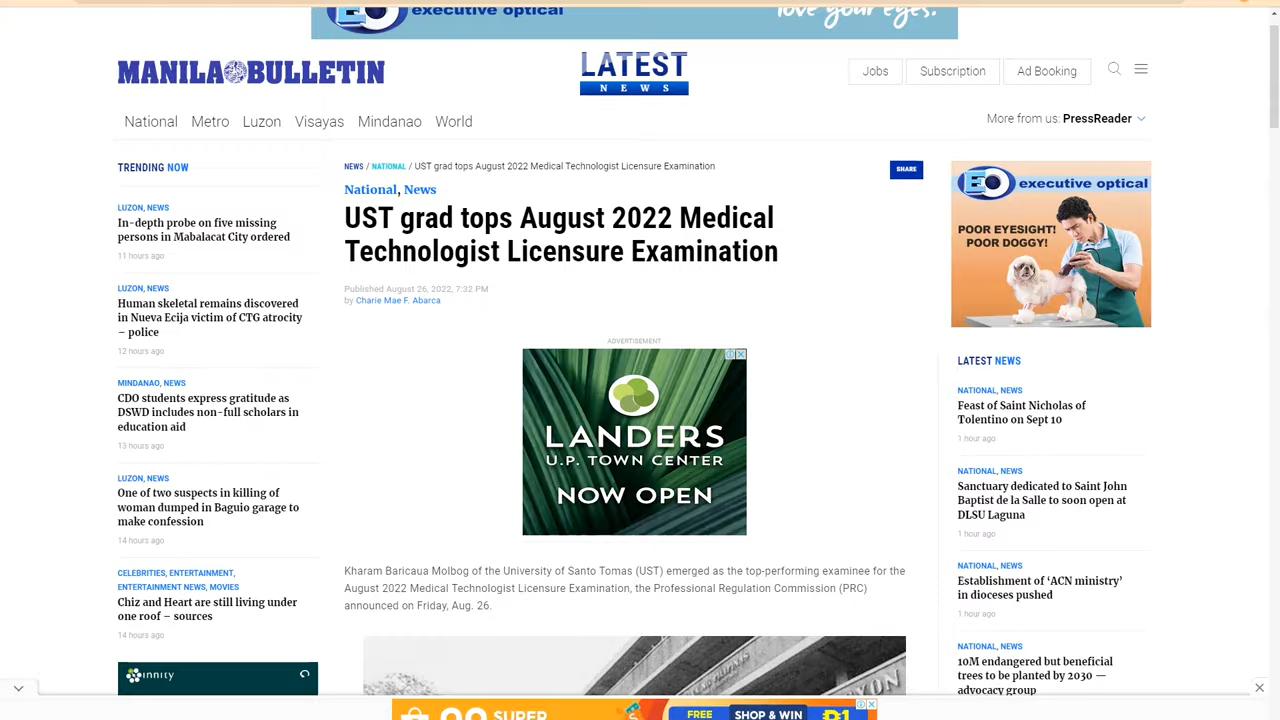 executive optical
love your eyes.
MANILA BULLETIN
LATEST
NEWS
Jobs
Subscription
Ad Booking
National
Metro
Luzon
Visayas
Mindanao
World
More from us: PressReader
TRENDING NOW
LUZON, NEWS
In-depth probe on five missing
persons in Mabalacat City ordered
11 hours ago
LUZON, NEWS
Human skeletal remains discovered
in Nueva Ecija victim of CTG atrocity
– police
12 hours ago
MINDANAO, NEWS
CDO students express gratitude as
DSWD includes non-full scholars in
education aid
13 hours ago
LUZON, NEWS
One of two suspects in killing of
woman dumped in Baguio garage to
make confession
14 hours ago
CELEBRITIES, ENTERTAINMENT,
ENTERTAINMENT NEWS, MOVIES
Chiz and Heart are still living under
one roof – sources
14 hours ago
innity
NEWS / NATIONAL / UST grad tops August 2022 Medical Technologist Licensure Examination
SHARE
National, News
UST grad tops August 2022 Medical
Technologist Licensure Examination
Published August 26, 2022, 7:32 PM
by Charie Mae F. Abarca
ADVERTISEMENT
LANDERS
U.P. TOWN CENTER
NOW OPEN
Kharam Baricaua Molbog of the University of Santo Tomas (UST) emerged as the top-performing examinee for the
August 2022 Medical Technologist Licensure Examination, the Professional Regulation Commission (PRC)
announced on Friday, Aug. 26.
EO executive optical
POOR EYESIGHT!
POOR DOGGY!
LATEST NEWS
NATIONAL, NEWS
Feast of Saint Nicholas of
Tolentino on Sept 10
1 hour ago
NATIONAL, NEWS
Sanctuary dedicated to Saint John
Baptist de la Salle to soon open at
DLSU Laguna
1 hour ago
NATIONAL, NEWS
Establishment of ‘ACN ministry’
in dioceses pushed
1 hour ago
NATIONAL, NEWS
10M endangered but beneficial
trees to be planted by 2030 —
advocacy group
SUPER
FREE
SHOP & WIN
₱1